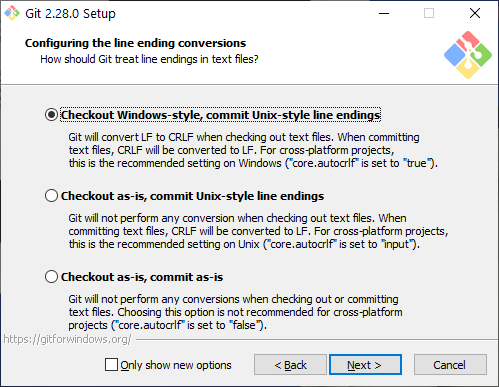 Git 2.28.0 Setup
Configuring the line ending conversions
How should Git treat line endings in text files?
Checkout Windows-style, commit Unix-style line endings
Git will convert LF to CRLF when checking out text files. When committing
text files, CRLF will be converted to LF. For cross-platform projects,
this is the recommended setting on Windows ("core.autocrlf" is set to "true").
Checkout as-is, commit Unix-style line endings
Git will not perform any conversion when checking out text files. When
committing text files, CRLF will be converted to LF. For cross-platform projects,
this is the recommended setting on Unix ("core.autocrlf" is set to "input").
Checkout as-is, commit as-is
Git will not perform any conversions when checking out or committing
text files. Choosing this option is not recommended for cross-platform
projects ("core.autocrlf" is set to "false").
https://gitforwindows.org/
Only show new options < Back Next > Cancel